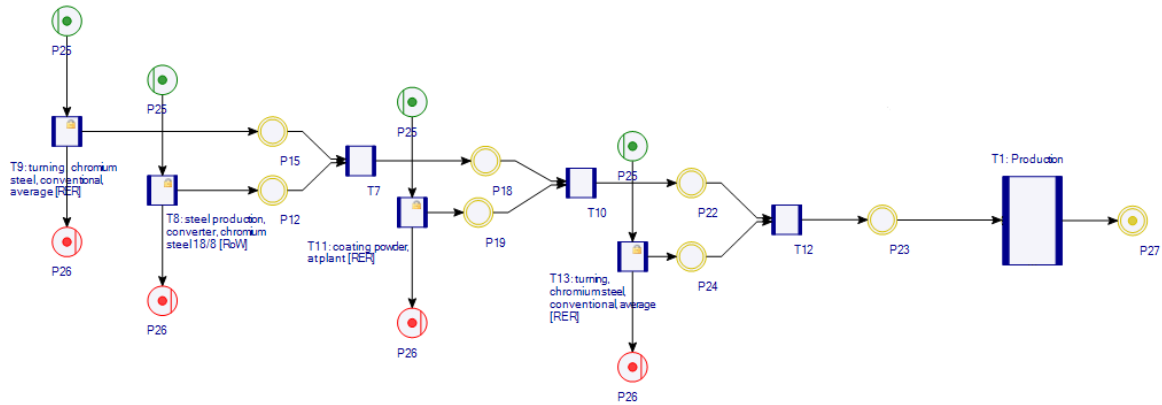 P25
T9: turning, chromium
steel, conventional,
average [RER]
P26
P25
T8: steel production,
converter, chromium
steel 18/8 [RoW]
P26
P15
P12
T7
P25
T11: coating powder,
at plant [RER]
P26
P18
P19
T10
P25
T13: turning,
chromium steel,
conventional, average
[RER]
P26
P22
P24
T12
P23
T1: Production
P27